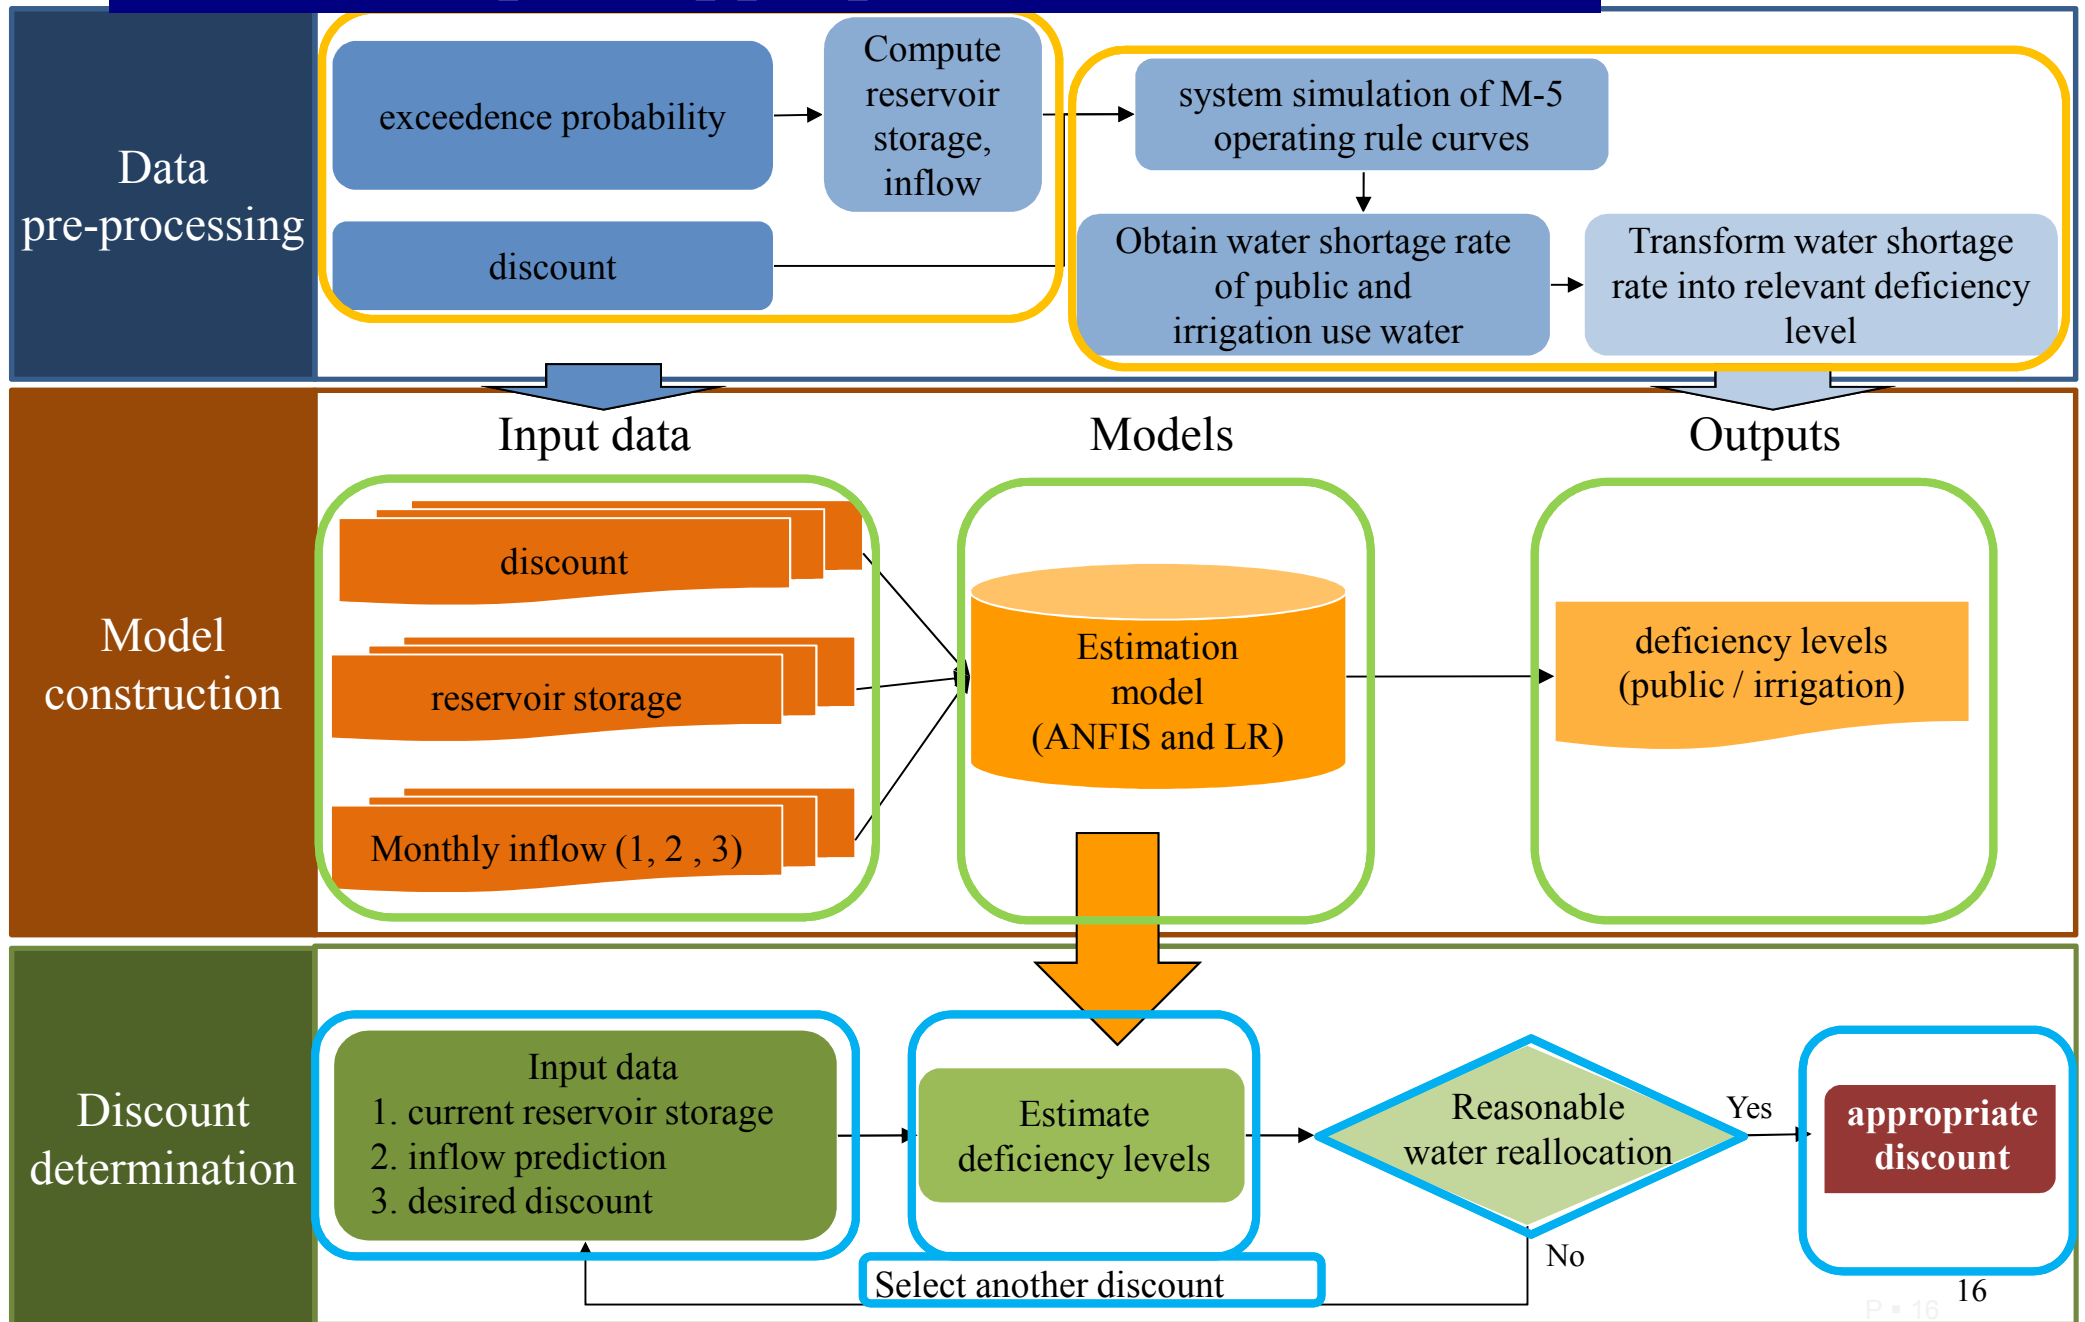 Data
pre-processing
exceedence probability
Compute
reservoir
storage,
inflow
discount
system simulation of M-5
operating rule curves
Obtain water shortage rate
of public and
irrigation use water
Transform water shortage
rate into relevant deficiency
level
Model
construction
Input data
Models
Outputs
discount
reservoir storage
Monthly inflow (1, 2 , 3)
Estimation
model
(ANFIS and LR)
deficiency levels
(public / irrigation)
Discount
determination
Input data
1. current reservoir storage
2. inflow prediction
3. desired discount
Estimate
deficiency levels
Reasonable
water reallocation
Yes
appropriate
discount
No
Select another discount
16
P ▪ 16